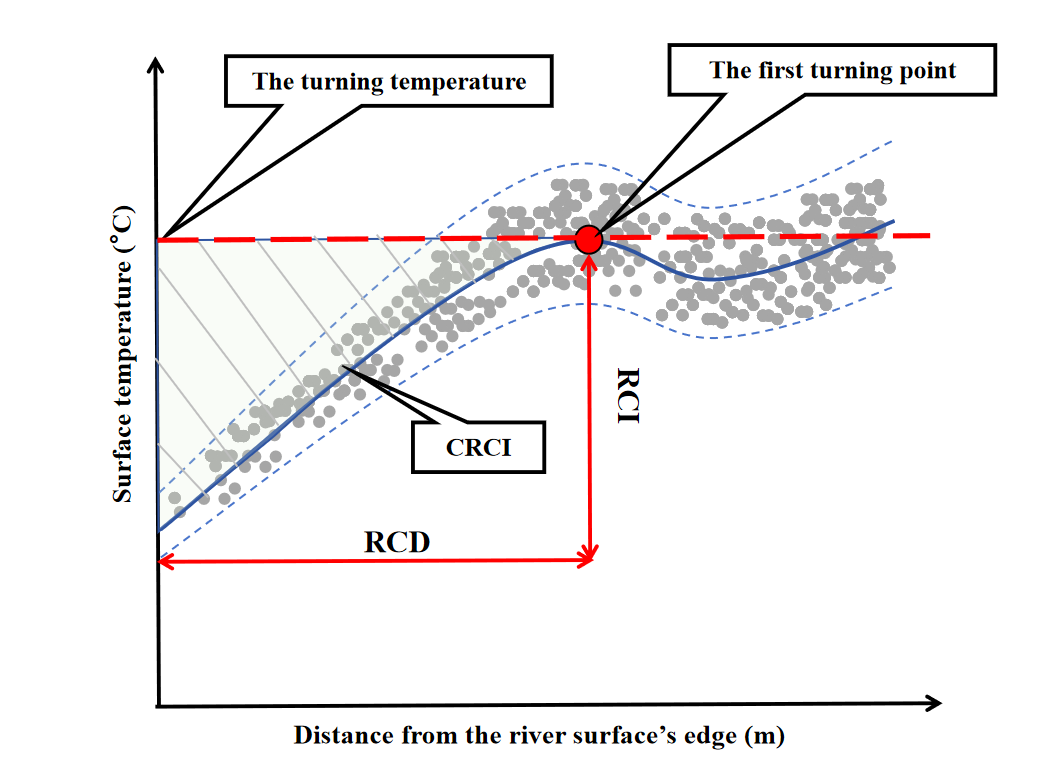 The turning temperature
The first turning point
Surface temperature (°C)
RCI
CRCI
RCD
Distance from the river surface’s edge (m)